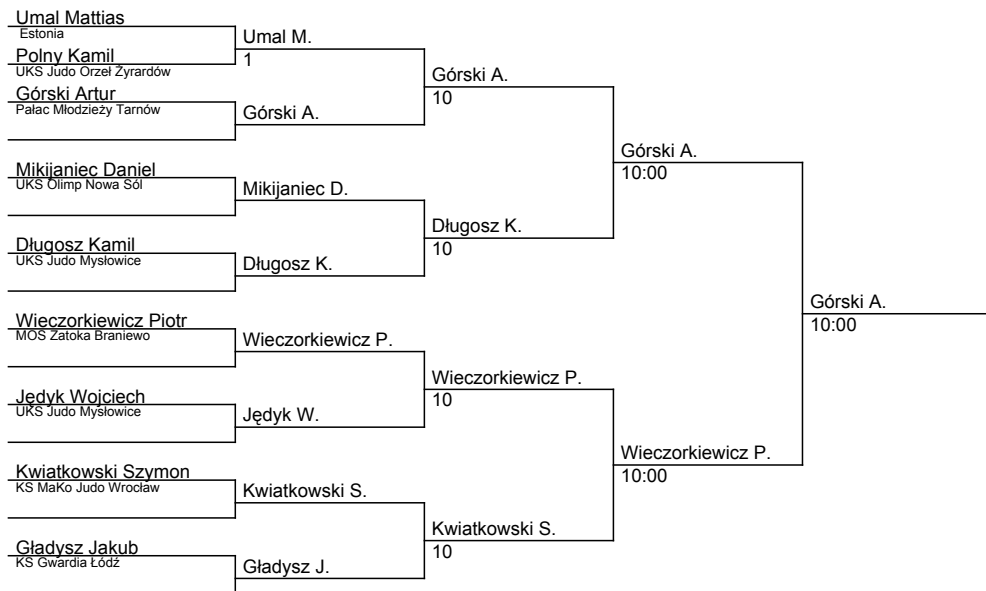 Umal Mattias
Estonia
Umal M.
Polny Kamil
1
UKS Judo Orzeł Żyrardów
Górski A.
Górski Artur
10
Pałac Młodzieży Tarnów
Górski A.
Górski A.
Mikijaniec Daniel
10:00
UKS Olimp Nowa Sól
Mikijaniec D.
Długosz K.
Długosz Kamil
10
UKS Judo Mysłowice
Długosz K.
Górski A.
Wieczorkiewicz Piotr
10:00
MOS Zatoka Braniewo
Wieczorkiewicz P.
Wieczorkiewicz P.
Jędyk Wojciech
10
UKS Judo Mysłowice
Jędyk W.
Wieczorkiewicz P.
Kwiatkowski Szymon
10:00
KS MaKo Judo Wrocław
Kwiatkowski S.
Kwiatkowski S.
Gładysz Jakub
10
KS Gwardia Łódź
Gładysz J.